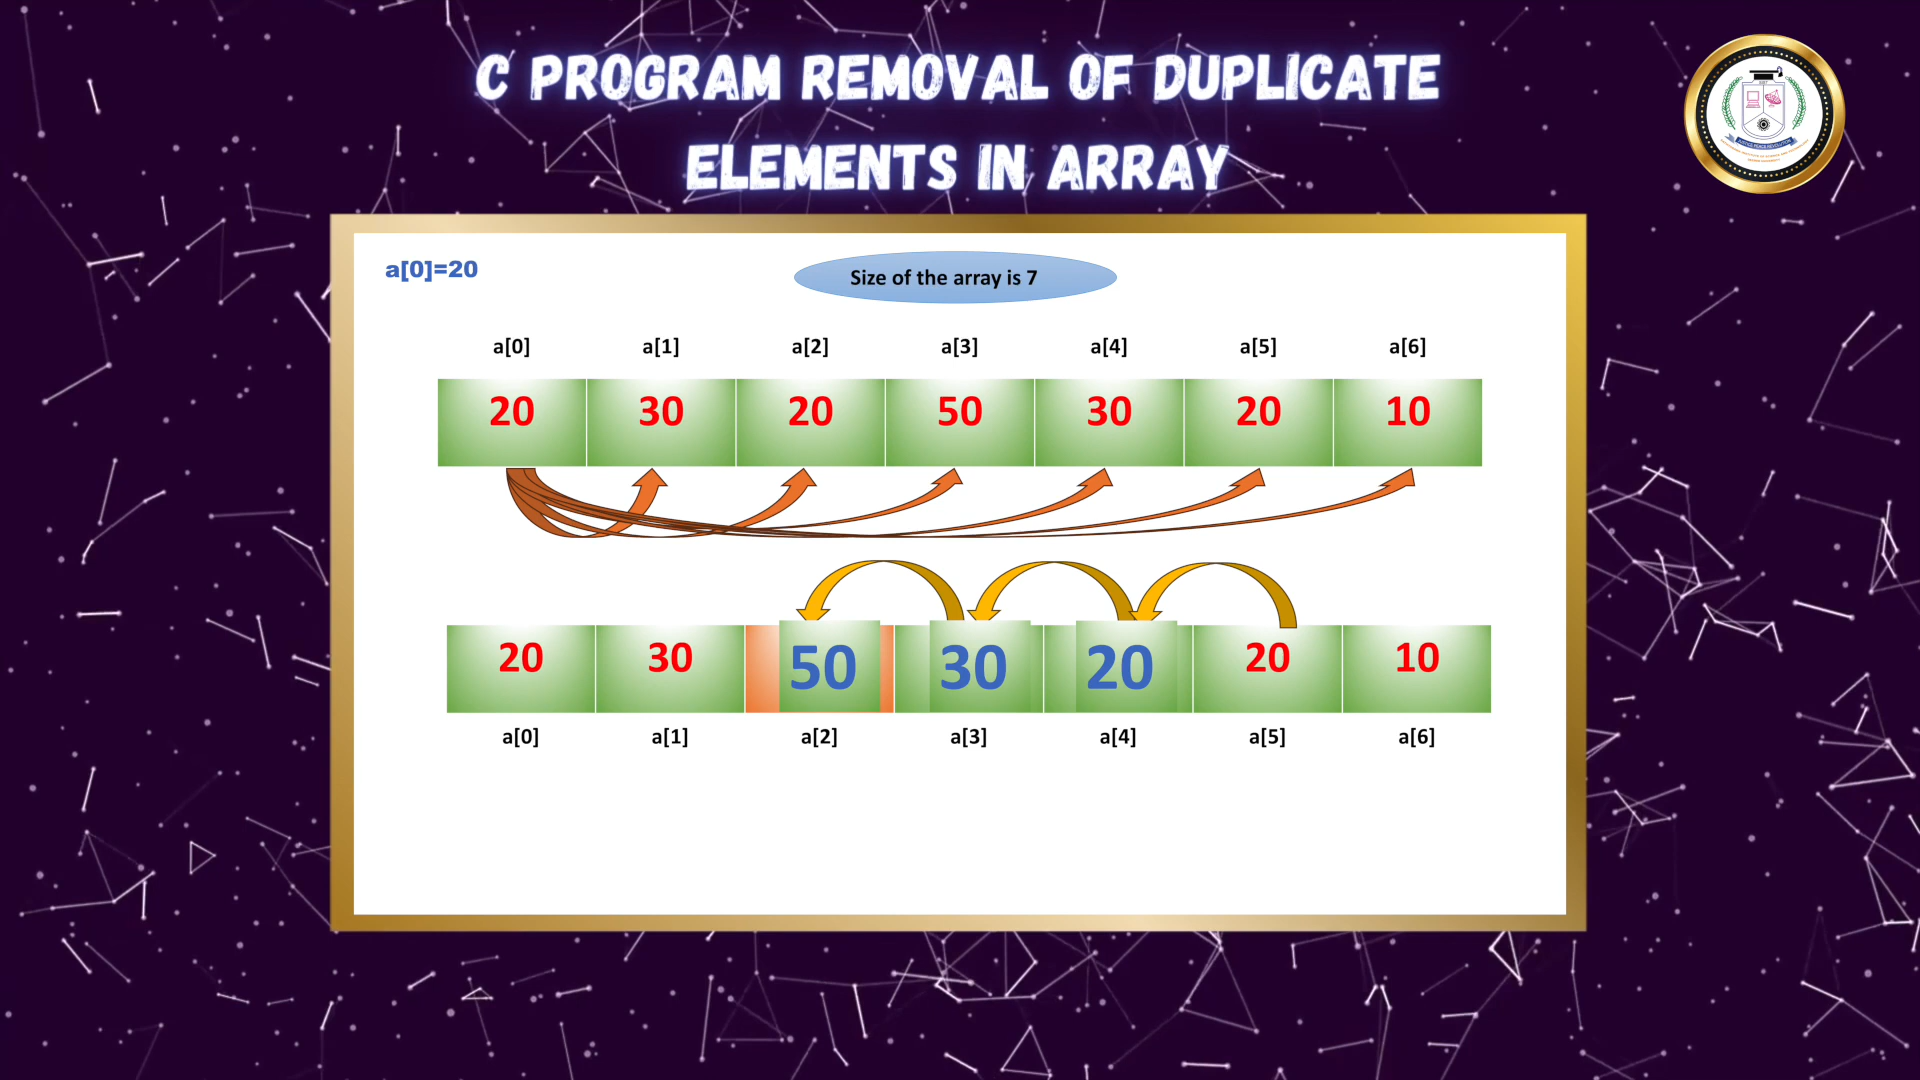 C PROGRAM REMOVAL OF DUPLICATE
ELEMENTS IN ARRAY
a[0]=20
Size of the array is 7
a[0] a[1] a[2] a[3] a[4] a[5] a[6]
20 30 20 50 30 20 10
20 30 50 30 20 20 10
a[0] a[1] a[2] a[3] a[4] a[5] a[6]